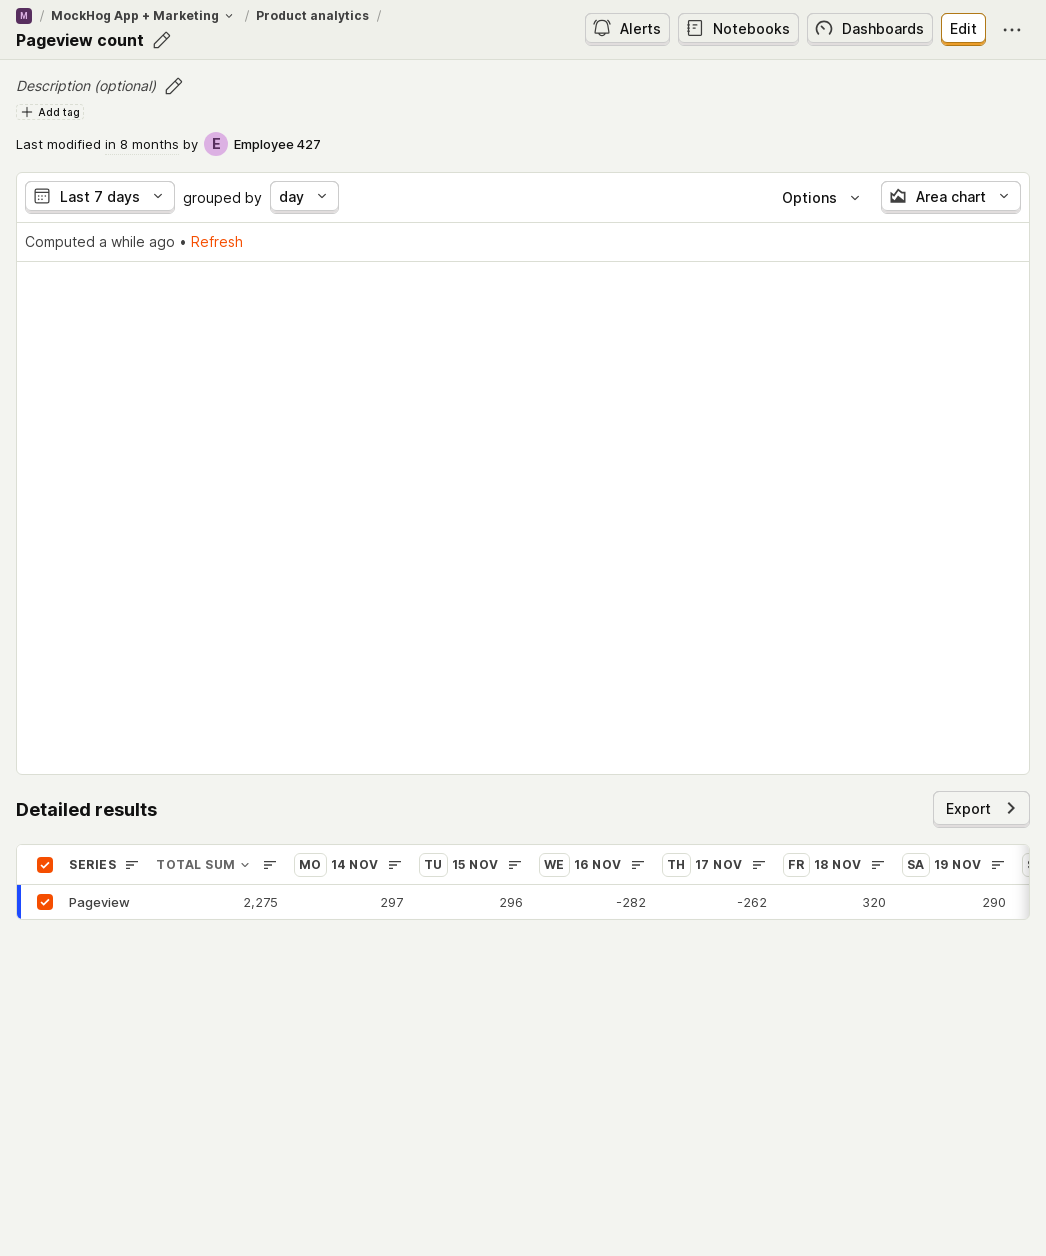 M / MockHog App + Marketing / Product analytics /
Pageview count
Alerts Notebooks Dashboards Edit
Description (optional)
Add tag
Last modified in 8 months by E Employee 427
Last 7 days grouped by day Options Area chart
Computed a while ago • Refresh
Detailed results
Export
SERIES TOTAL SUM MO 14 NOV TU 15 NOV WE 16 NOV TH 17 NOV FR 18 NOV SA 19 NOV
Pageview 2,275 297 296 -282 -262 320 290